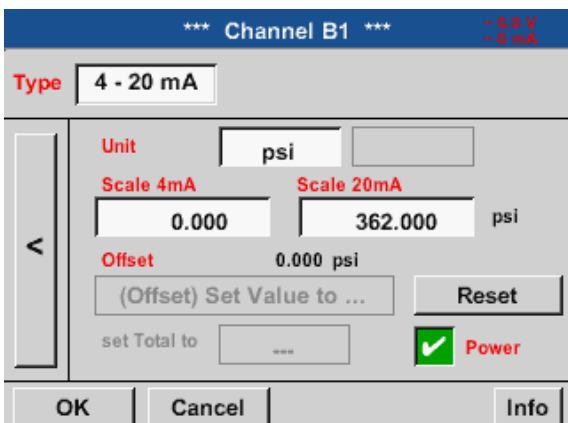 *** Channel B1 ***
~ 0.0 V
~ 0 mA
Type 4 - 20 mA
Unit psi
Scale 4mA Scale 20mA
0.000 362.000 psi
<
Offset 0.000 psi
(Offset) Set Value to ... Reset
set Total to --- ✔ Power
OK Cancel Info